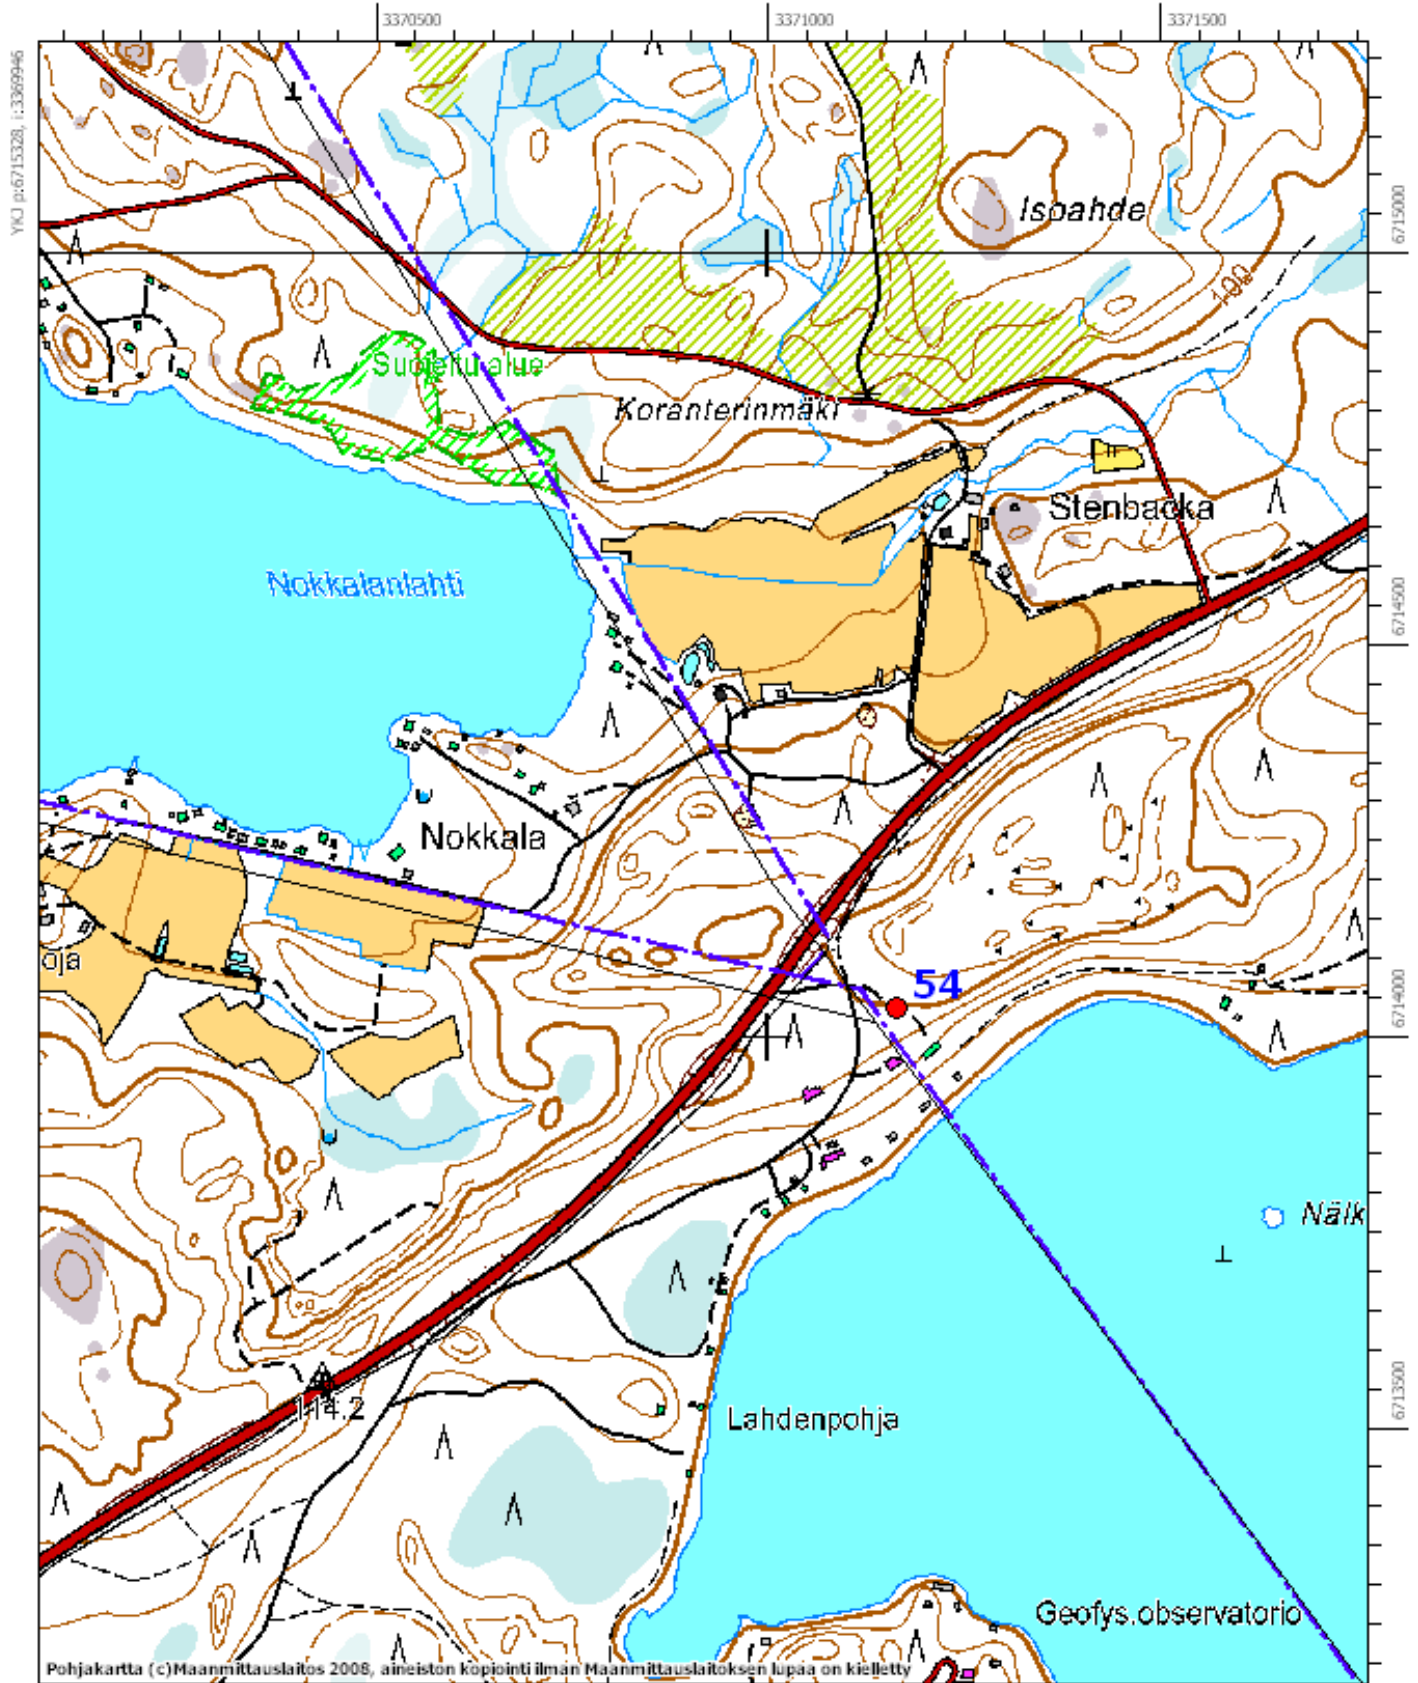 3370500
3371000
3371500
YKJ p:6715328, i:3369946
Isoahde
6715000
100
Suojeltu alue
Koranterinmäki
Stenbacka
Nokkalanlahti
6714500
Nokkala
oja
54
6714000
Nälk
114.2
6713500
Lahdenpohja
Geofys.observatorio
Pohjakartta (c)Maanmittauslaitos 2008, aineiston kopiointi ilman Maanmittauslaitoksen lupaa on kielletty